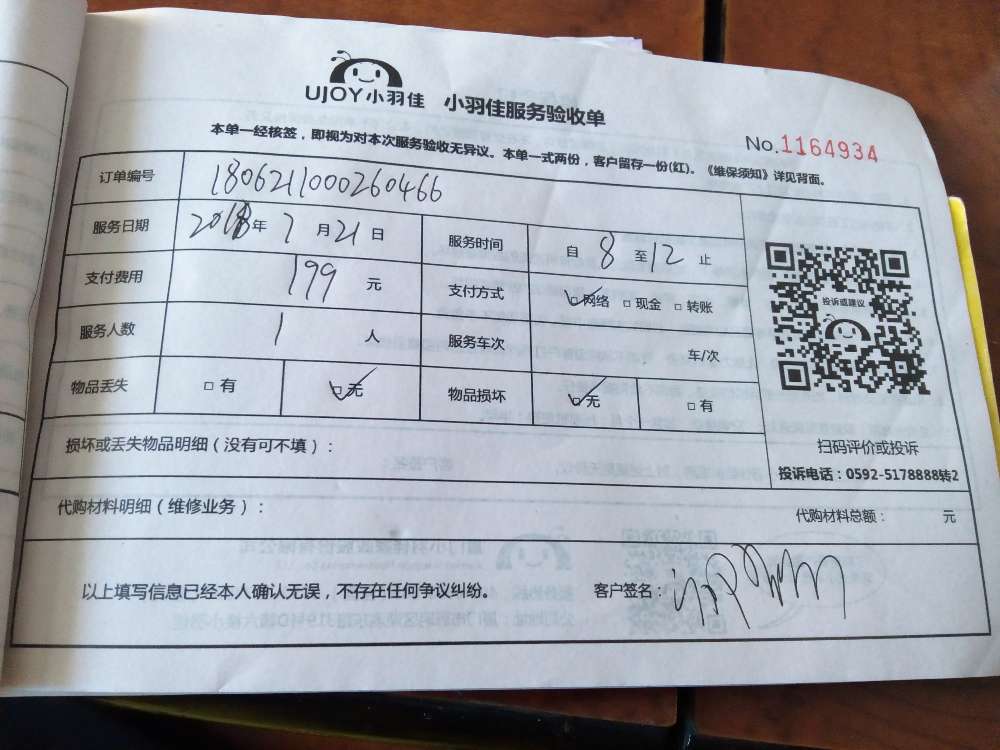 UJOY小羽佳 小羽佳服务验收单
No.1164934
本单一经核签，即视为对本次服务验收无异议。本单一式两份，客户留存一份(红)。《维保须知》详见背面。
订单编号 180621100026​0466
服务日期 2018年 7 月 21 日 服务时间 自 8 至 12 止
支付费用 199 元 支付方式 ☑网络 □现金 □转账
服务人数 1 人 服务车次 车/次
物品丢失 □有 ☑无 物品损坏 ☑无 □有
投诉或建议
扫码评价或投诉
投诉电话：0592-5178888转2
损坏或丢失物品明细（没有可不填）：
代购材料明细（维修业务）： 代购材料总额： 元
以上填写信息已经本人确认无误，不存在任何争议纠纷。 客户签名：